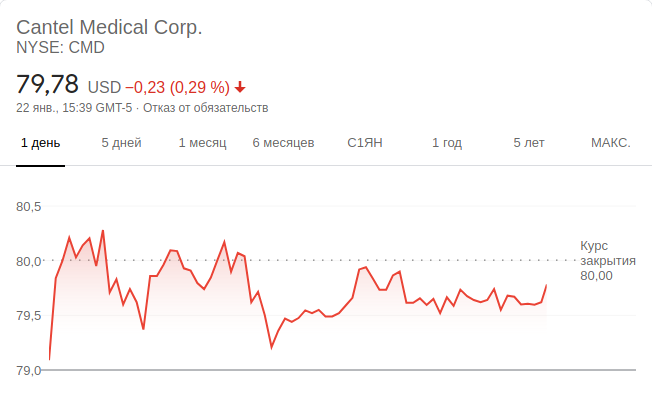 Cantel Medical Corp.
NYSE: CMD
79,78 USD −0,23 (0,29 %)
22 янв., 15:39 GMT-5 · Отказ от обязательств
1 день 5 дней 1 месяц 6 месяцев С1ЯН 1 год 5 лет МАКС.
80,5
80,0
79,5
79,0
Курс
закрытия
80,00